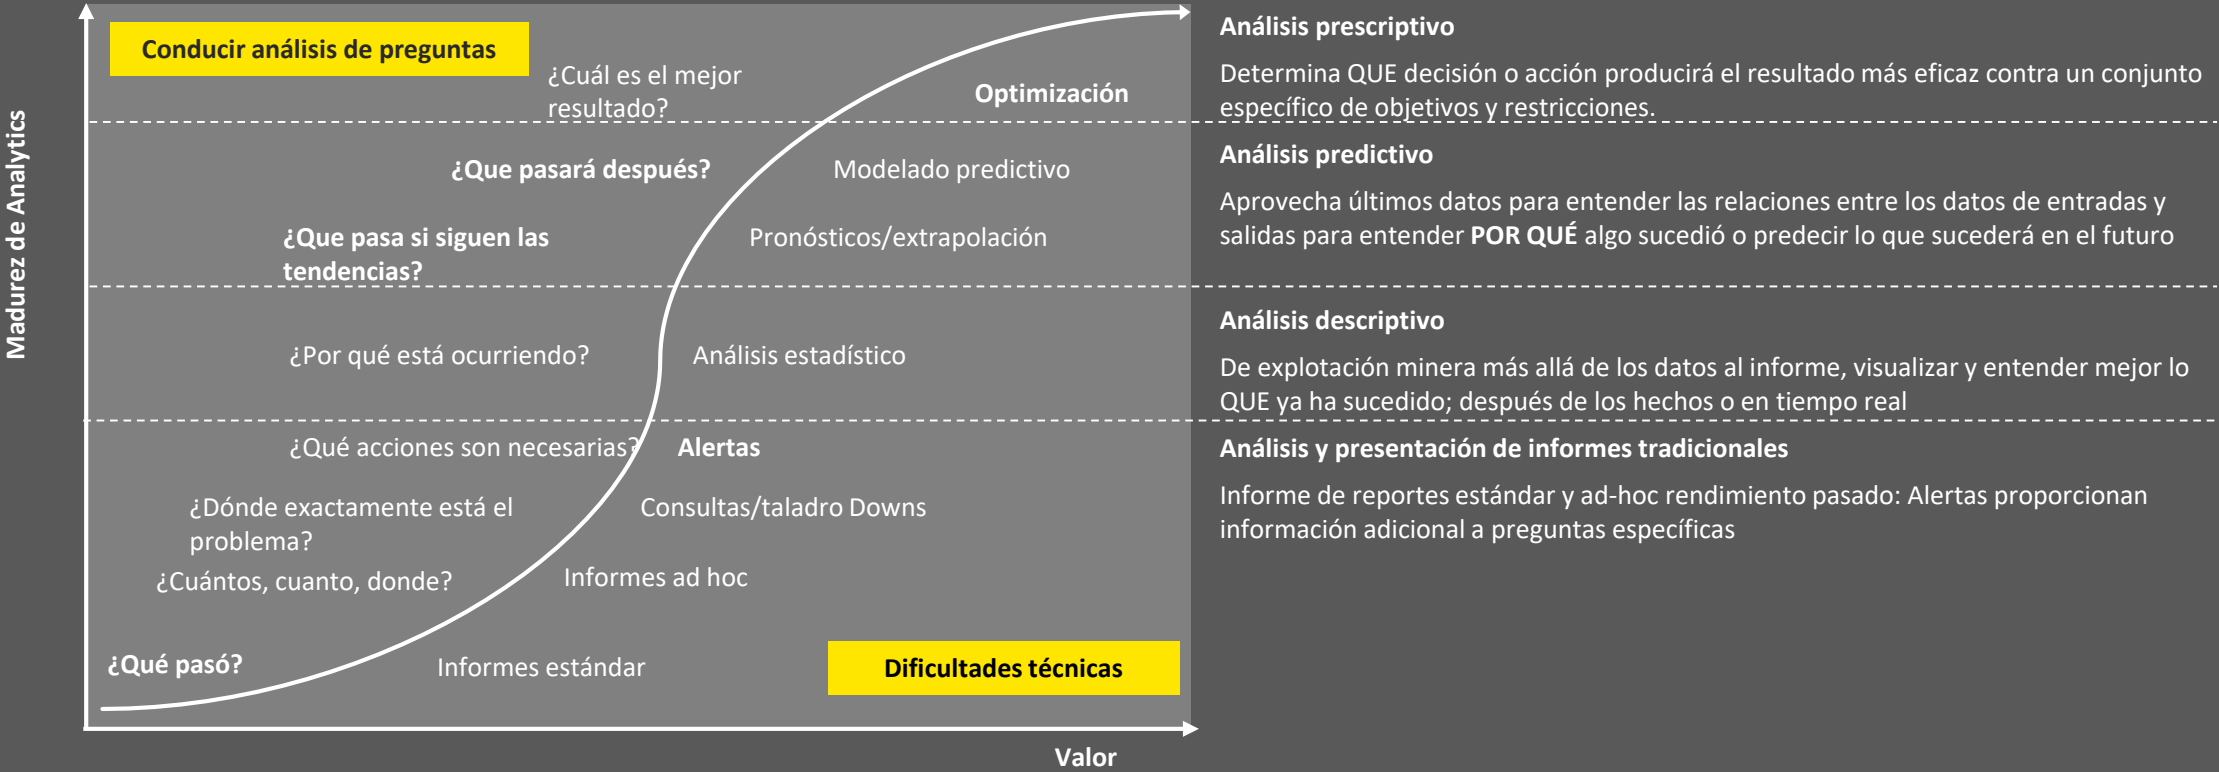 Madurez de Analytics
Conducir análisis de preguntas
¿Cuál es el mejor
resultado?
Optimización
¿Que pasará después?
Modelado predictivo
¿Que pasa si siguen las
tendencias?
Pronósticos/extrapolación
¿Por qué está ocurriendo?
Análisis estadístico
¿Qué acciones son necesarias?
Alertas
¿Dónde exactamente está el
problema?
Consultas/taladro Downs
¿Cuántos, cuanto, donde?
Informes ad hoc
¿Qué pasó?
Informes estándar
Dificultades técnicas
Valor
Análisis prescriptivo
Determina QUE decisión o acción producirá el resultado más eficaz contra un conjunto
específico de objetivos y restricciones.
Análisis predictivo
Aprovecha últimos datos para entender las relaciones entre los datos de entradas y
salidas para entender POR QUÉ algo sucedió o predecir lo que sucederá en el futuro
Análisis descriptivo
De explotación minera más allá de los datos al informe, visualizar y entender mejor lo
QUE ya ha sucedido; después de los hechos o en tiempo real
Análisis y presentación de informes tradicionales
Informe de reportes estándar y ad-hoc rendimiento pasado: Alertas proporcionan
información adicional a preguntas específicas